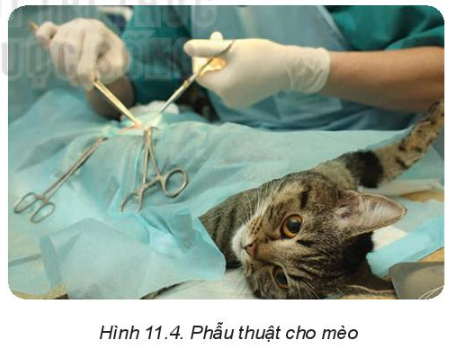 Hình 11.4. Phẫu thuật cho mèo